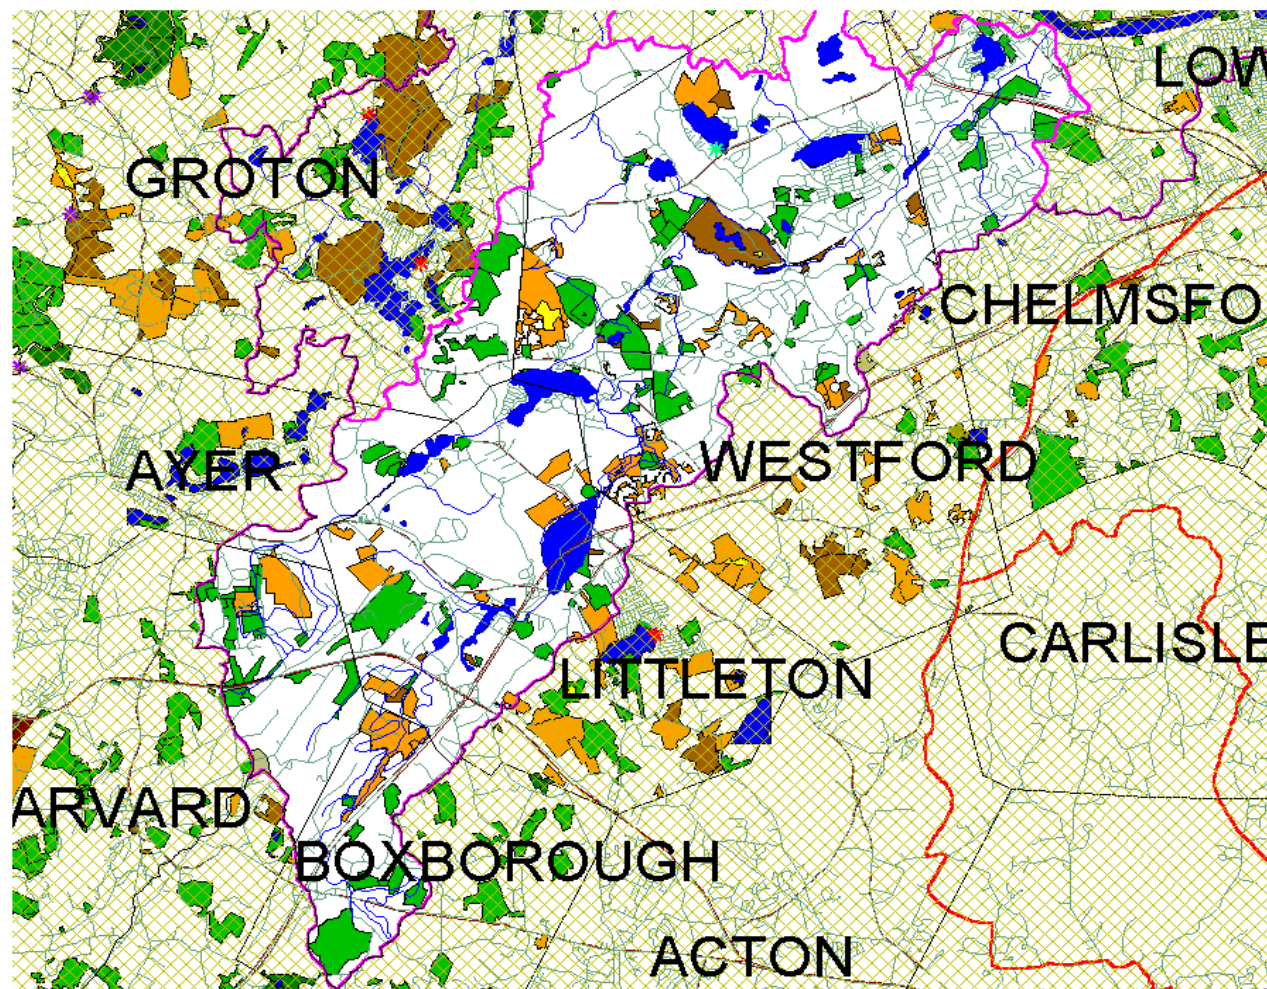 LOW
GROTON
CHELMSFO
AYER
WESTFORD
CARLISLE
LITTLETON
ARVARD
BOXBOROUGH
ACTON